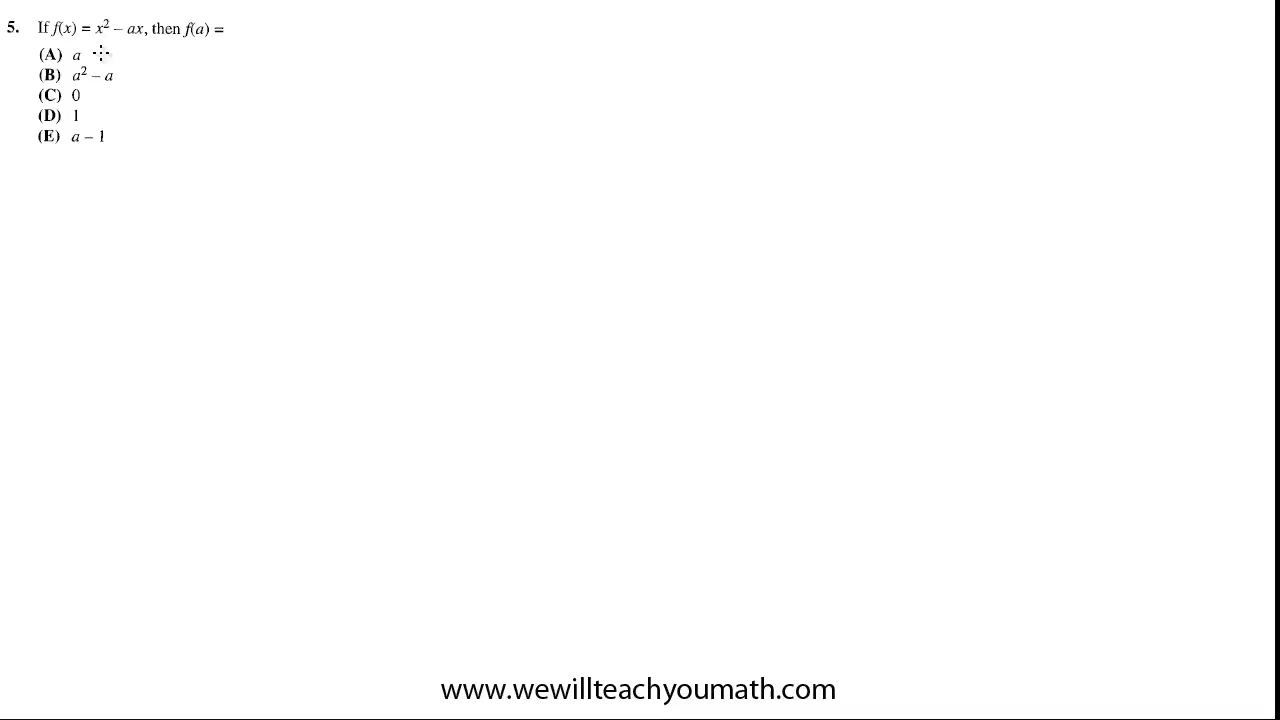 5. If f(x) = x² – ax, then f(a) =
(A) a
(B) a² – a
(C) 0
(D) 1
(E) a – 1
www.wewillteachyoumath.com